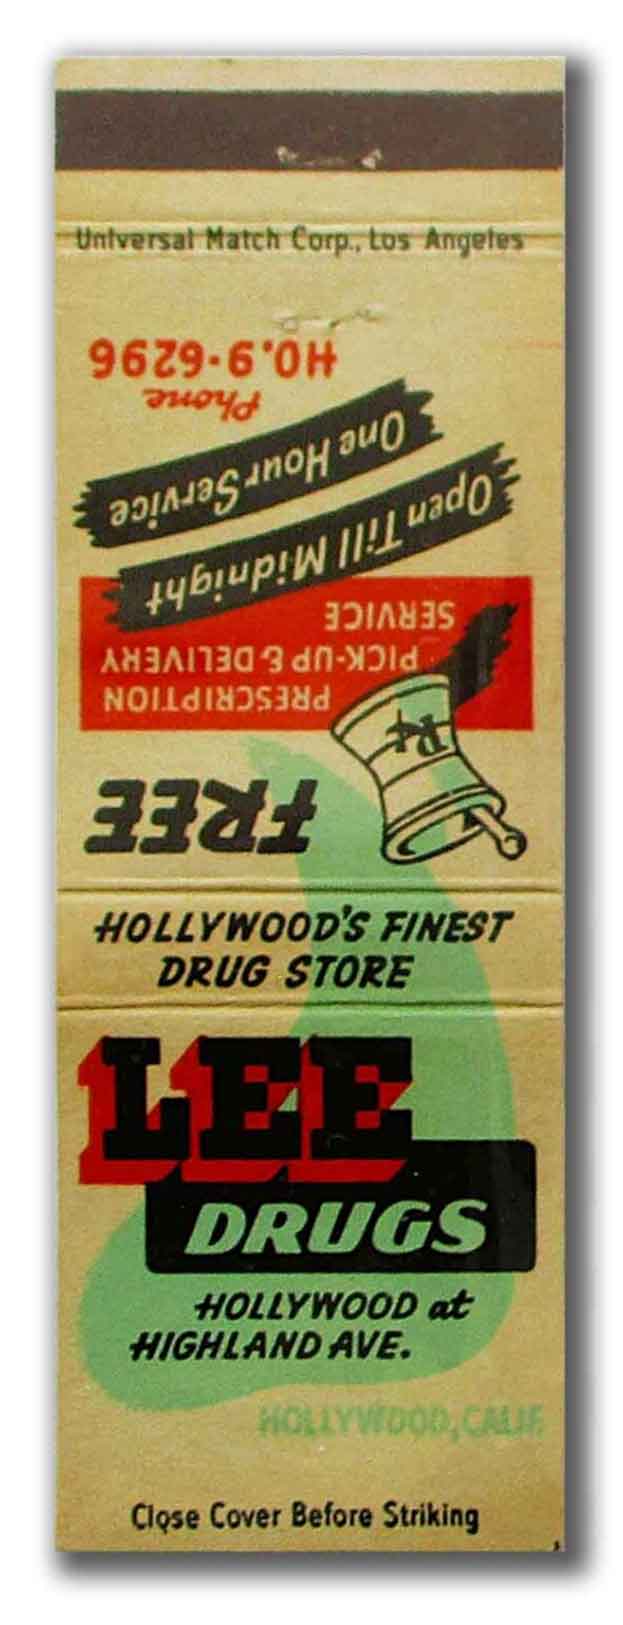 Universal Match Corp., Los Angeles
FREE
PRESCRIPTION
PICK-UP & DELIVERY
SERVICE
Open Till Midnight
One Hour Service
Phone
HO.9-6296
HOLLYWOOD'S FINEST
DRUG STORE
LEE
DRUGS
HOLLYWOOD at
HIGHLAND AVE.
HOLLYWOOD, CALIF.
Close Cover Before Striking